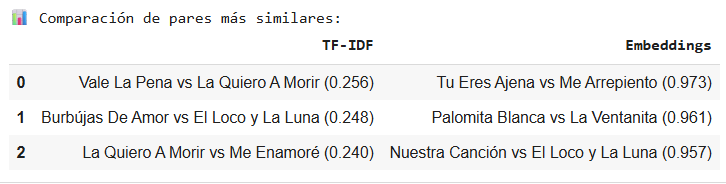 📊 Comparación de pares más similares:
TF-IDF Embeddings
0 Vale La Pena vs La Quiero A Morir (0.256) Tu Eres Ajena vs Me Arrepiento (0.973)
1 Burbújas De Amor vs El Loco y La Luna (0.248) Palomita Blanca vs La Ventanita (0.961)
2 La Quiero A Morir vs Me Enamoré (0.240) Nuestra Canción vs El Loco y La Luna (0.957)